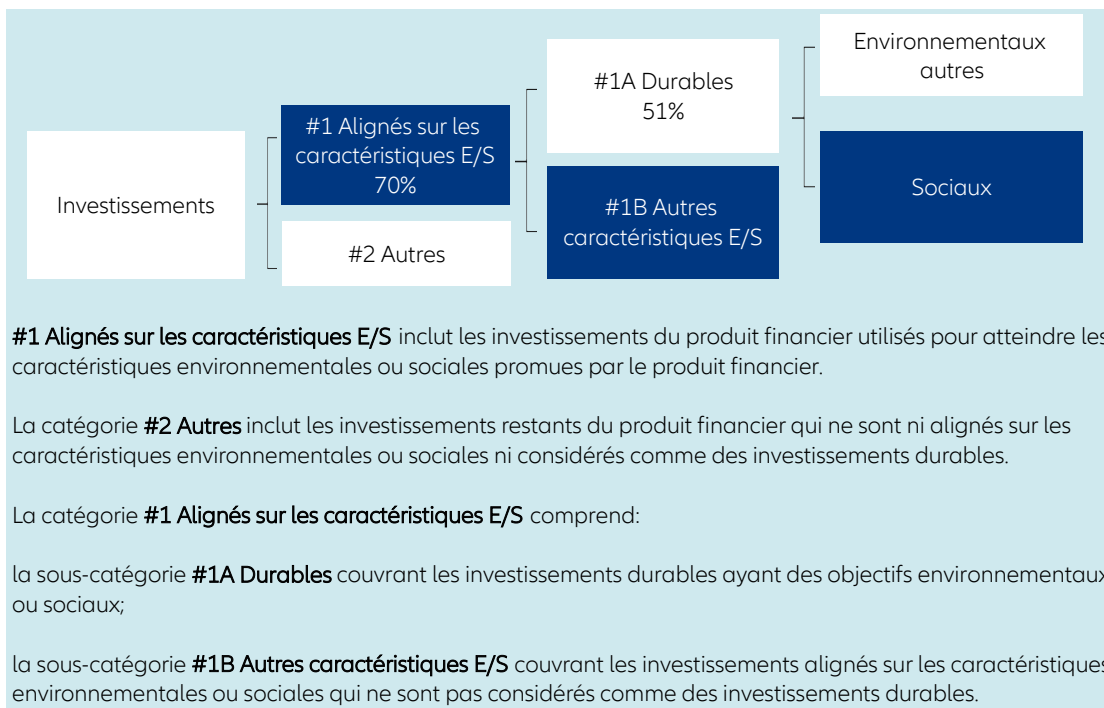 Investissements
#1 Alignés sur les
caractéristiques E/S
70%
#2 Autres
#1A Durables
51%
#1B Autres
caractéristiques E/S
Environnementaux
autres
Sociaux
#1 Alignés sur les caractéristiques E/S inclut les investissements du produit financier utilisés pour atteindre les
caractéristiques environnementales ou sociales promues par le produit financier.
La catégorie #2 Autres inclut les investissements restants du produit financier qui ne sont ni alignés sur les
caractéristiques environnementales ou sociales ni considérés comme des investissements durables.
La catégorie #1 Alignés sur les caractéristiques E/S comprend:
la sous-catégorie #1A Durables couvrant les investissements durables ayant des objectifs environnementaux
ou sociaux;
la sous-catégorie #1B Autres caractéristiques E/S couvrant les investissements alignés sur les caractéristiques
environnementales ou sociales qui ne sont pas considérés comme des investissements durables.